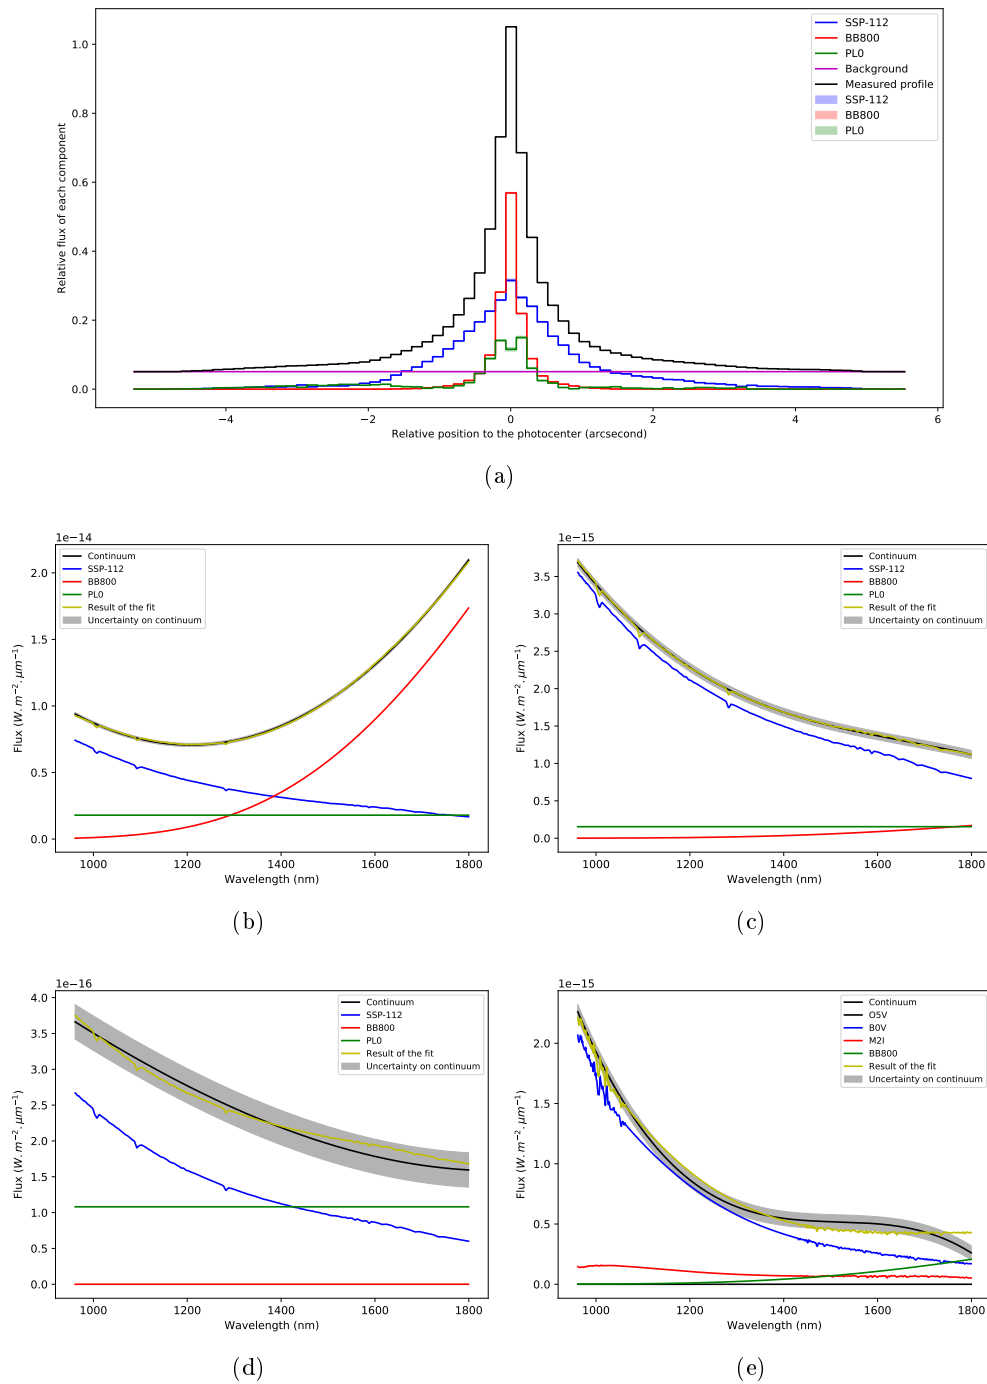 SSP-112
BB800
PL0
Background
Measured profile
SSP-112
BB800
PL0
1.0
0.8
0.6
0.4
0.2
0.0
Relative flux of each component
−4
−2
0
2
4
6
Relative position to the photocenter (arcsecond)
(a)
1e−14
Continuum
SSP-112
BB800
PL0
Result of the fit
Uncertainty on continuum
2.0
1.5
1.0
0.5
0.0
Flux (W.m⁻².μm⁻¹)
1000
1200
1400
1600
1800
Wavelength (nm)
(b)
1e−15
Continuum
SSP-112
BB800
PL0
Result of the fit
Uncertainty on continuum
3.5
3.0
2.5
2.0
1.5
1.0
0.5
0.0
Flux (W.m⁻².μm⁻¹)
1000
1200
1400
1600
1800
Wavelength (nm)
(c)
1e−16
Continuum
SSP-112
BB800
PL0
Result of the fit
Uncertainty on continuum
4.0
3.5
3.0
2.5
2.0
1.5
1.0
0.5
0.0
Flux (W.m⁻².μm⁻¹)
1000
1200
1400
1600
1800
Wavelength (nm)
(d)
1e−15
Continuum
O5V
B0V
M2I
BB800
Result of the fit
Uncertainty on continuum
2.0
1.5
1.0
0.5
0.0
Flux (W.m⁻².μm⁻¹)
1000
1200
1400
1600
1800
Wavelength (nm)
(e)